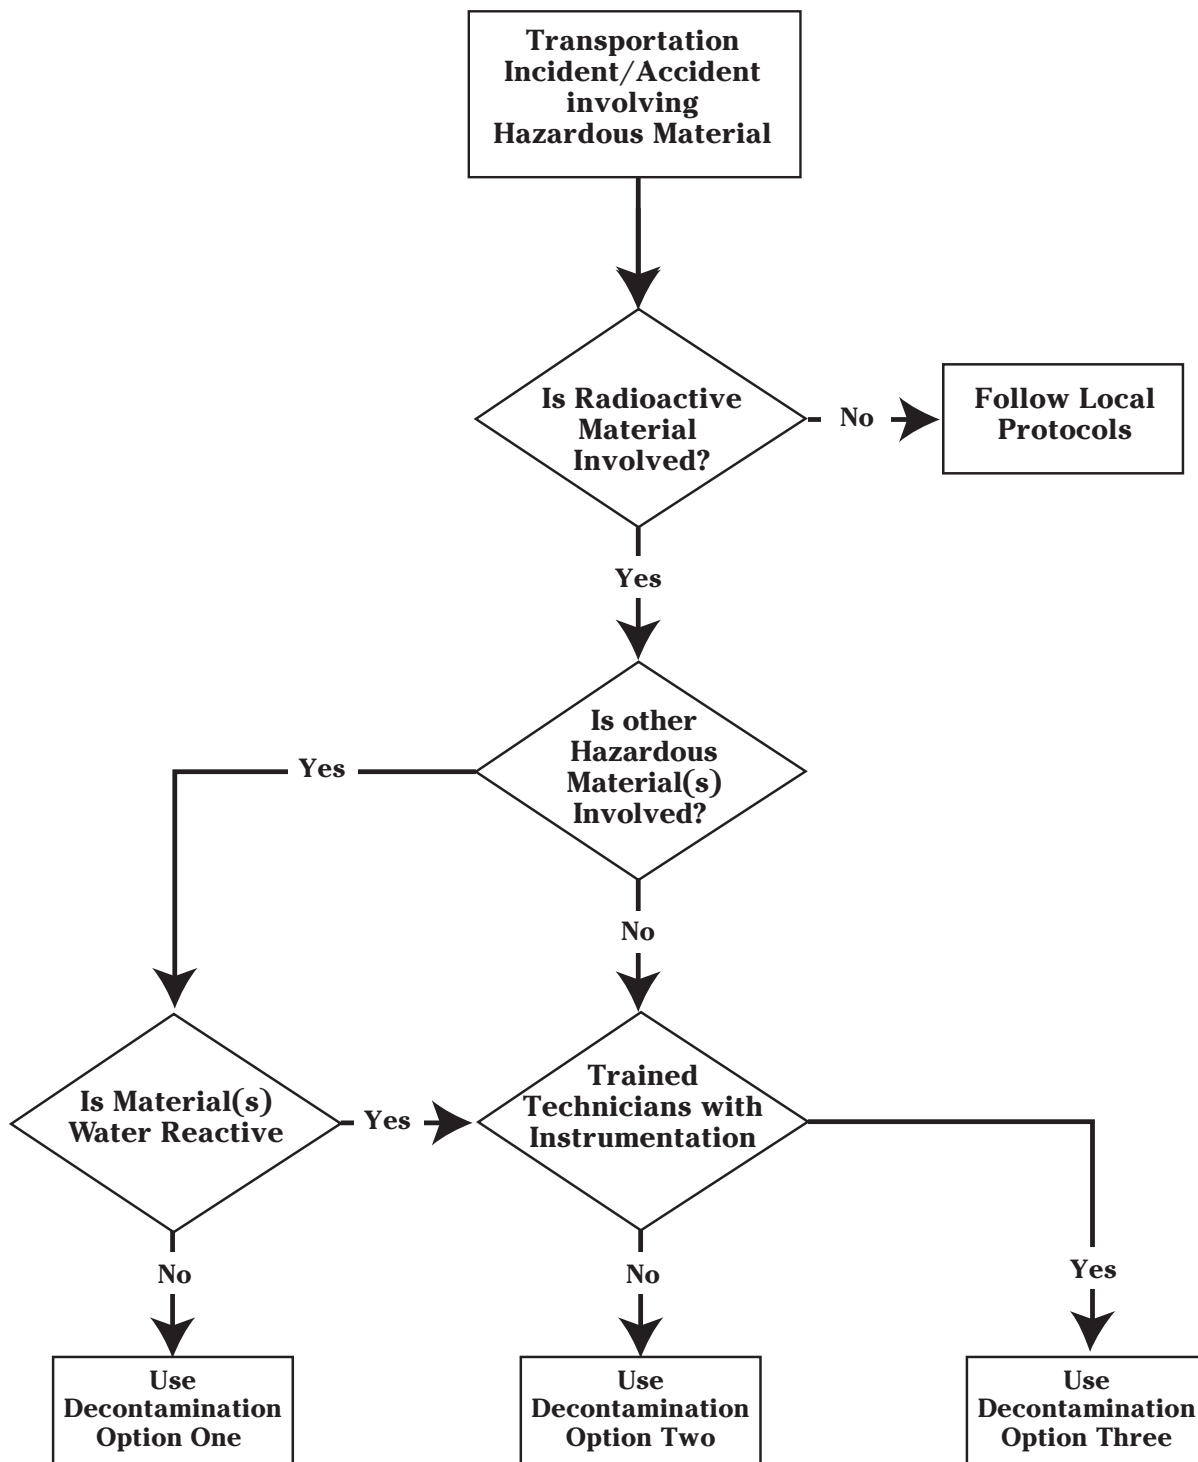 Transportation
Incident/Accident
involving
Hazardous Material
Is Radioactive
Material
Involved?
No
Follow Local
Protocols
Yes
Is other
Hazardous
Material(s)
Involved?
Yes
No
Is Material(s)
Water Reactive
Yes
Trained
Technicians with
Instrumentation
No
No
Yes
Use
Decontamination
Option One
Use
Decontamination
Option Two
Use
Decontamination
Option Three